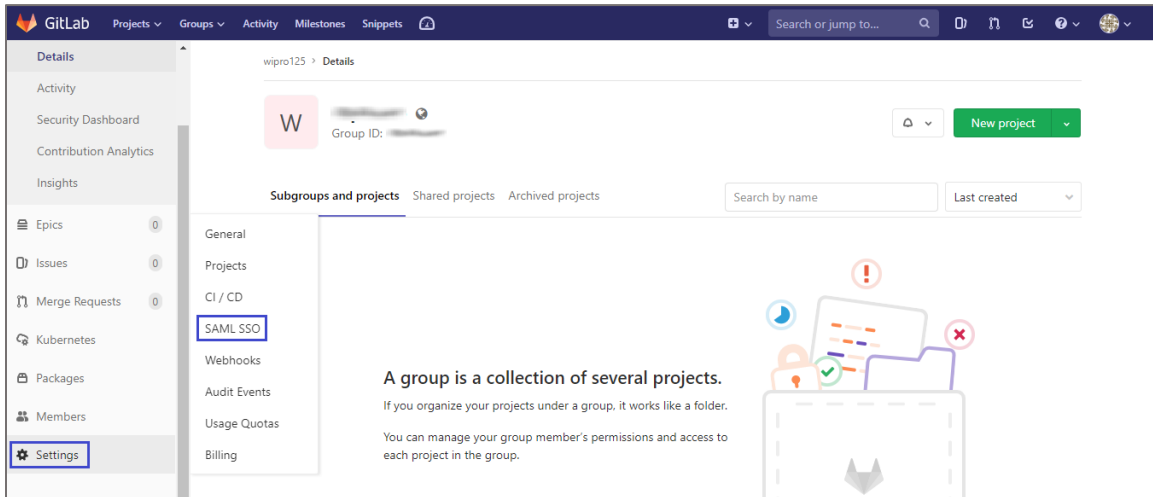 GitLab Projects Groups Activity Milestones Snippets Search or jump to...
Details
Activity
Security Dashboard
Contribution Analytics
Insights
Epics 0
Issues 0
Merge Requests 0
Kubernetes
Packages
Members
Settings
General
Projects
CI / CD
SAML SSO
Webhooks
Audit Events
Usage Quotas
Billing
wipro125 > Details
W
Group ID:
New project
Subgroups and projects Shared projects Archived projects Search by name Last created
A group is a collection of several projects.
If you organize your projects under a group, it works like a folder.
You can manage your group member's permissions and access to
each project in the group.